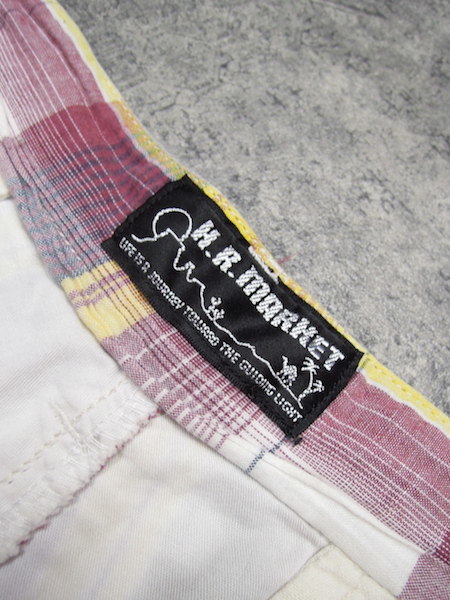 H.R.MARKET
LIFE IS A JOURNEY TOWARD THE GUIDING LIGHT